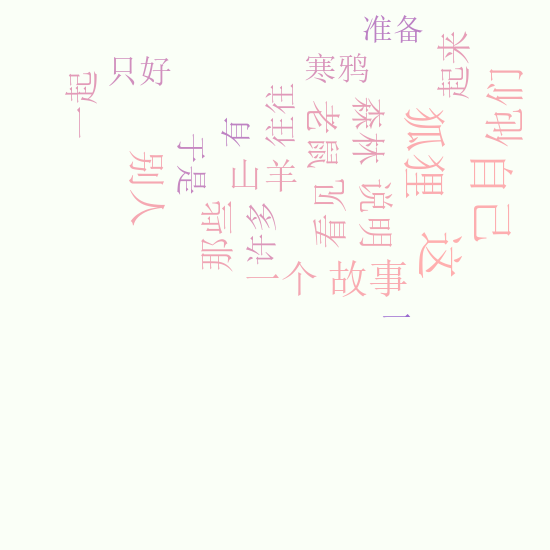 准备
起来
他们
只好
寒鸦
一起
往往
老鼠
森林
狐狸
自己
有
于是
别人
山羊
看见
说明
那些
许多
这
一个
故事
一